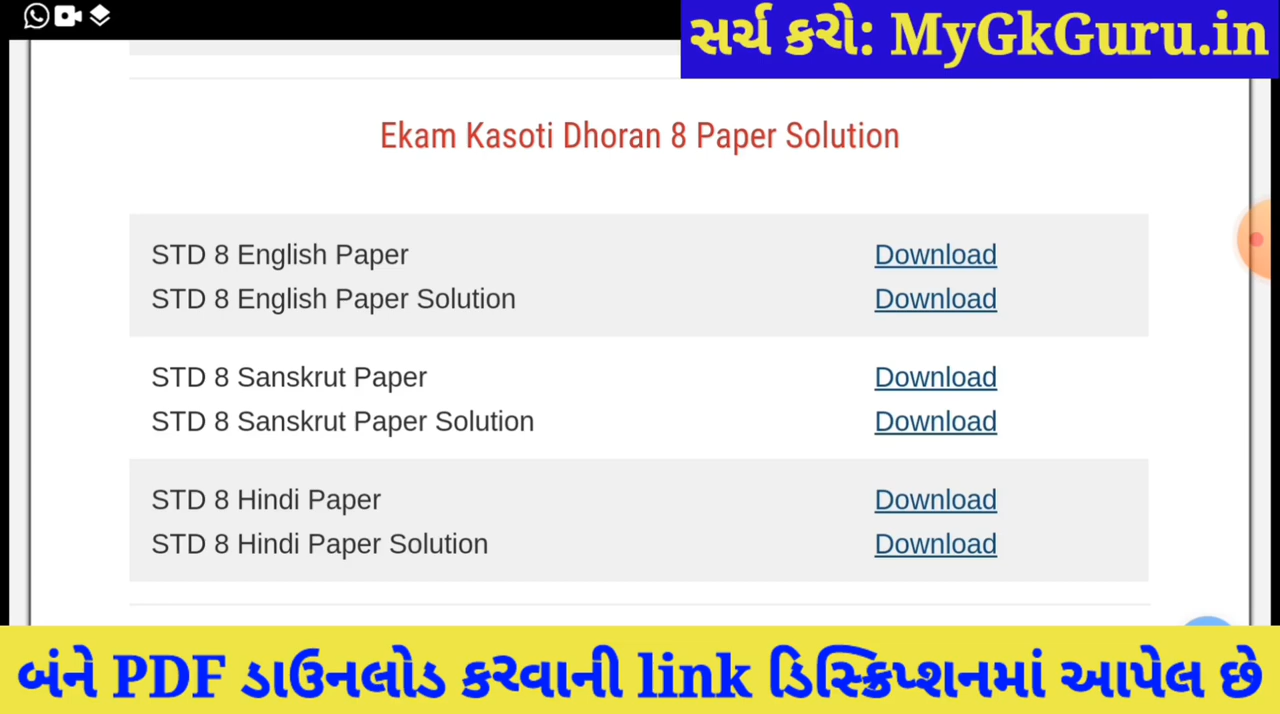 સર્ચ કરો: MyGkGuru.in
Ekam Kasoti Dhoran 8 Paper Solution
STD 8 English Paper Download
STD 8 English Paper Solution Download
STD 8 Sanskrut Paper Download
STD 8 Sanskrut Paper Solution Download
STD 8 Hindi Paper Download
STD 8 Hindi Paper Solution Download
બંને PDF ડાઉનલોડ કરવાની link ડિસ્ક્રિપ્શનમાં આપેલ છે